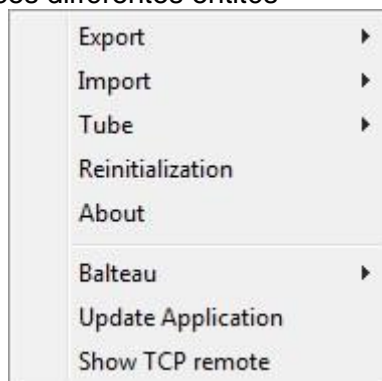 Export
Import
Tube
Reinitialization
About
Balteau
Update Application
Show TCP remote